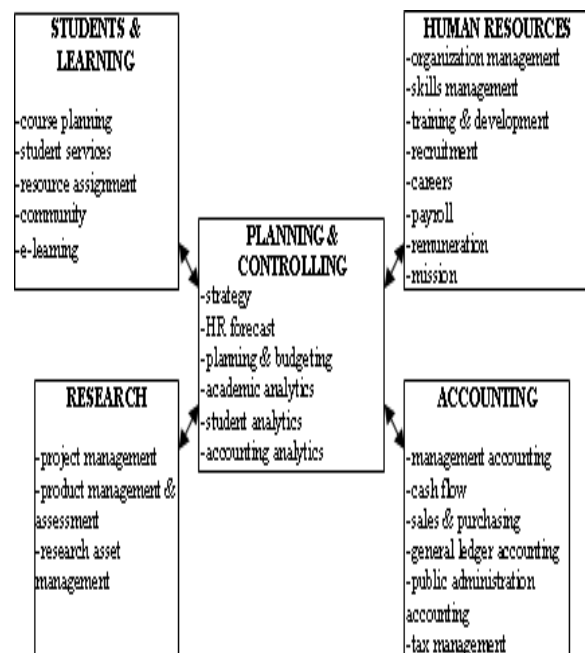 STUDENTS &
LEARNING
-course planning
-student services
-resource assignment
-community
-e-learning
HUMAN RESOURCES
-organization management
-skills management
-training & development
-recruitment
-careers
-payroll
-remuneration
-mission
PLANNING &
CONTROLLING
-strategy
-HR forecast
-planning & budgeting
-academic analytics
-student analytics
-accounting analytics
RESEARCH
-project management
-product management &
assessment
-research asset
management
ACCOUNTING
-management accounting
-cash flow
-sales & purchasing
-general ledger accounting
-public administration
accounting
-tax management